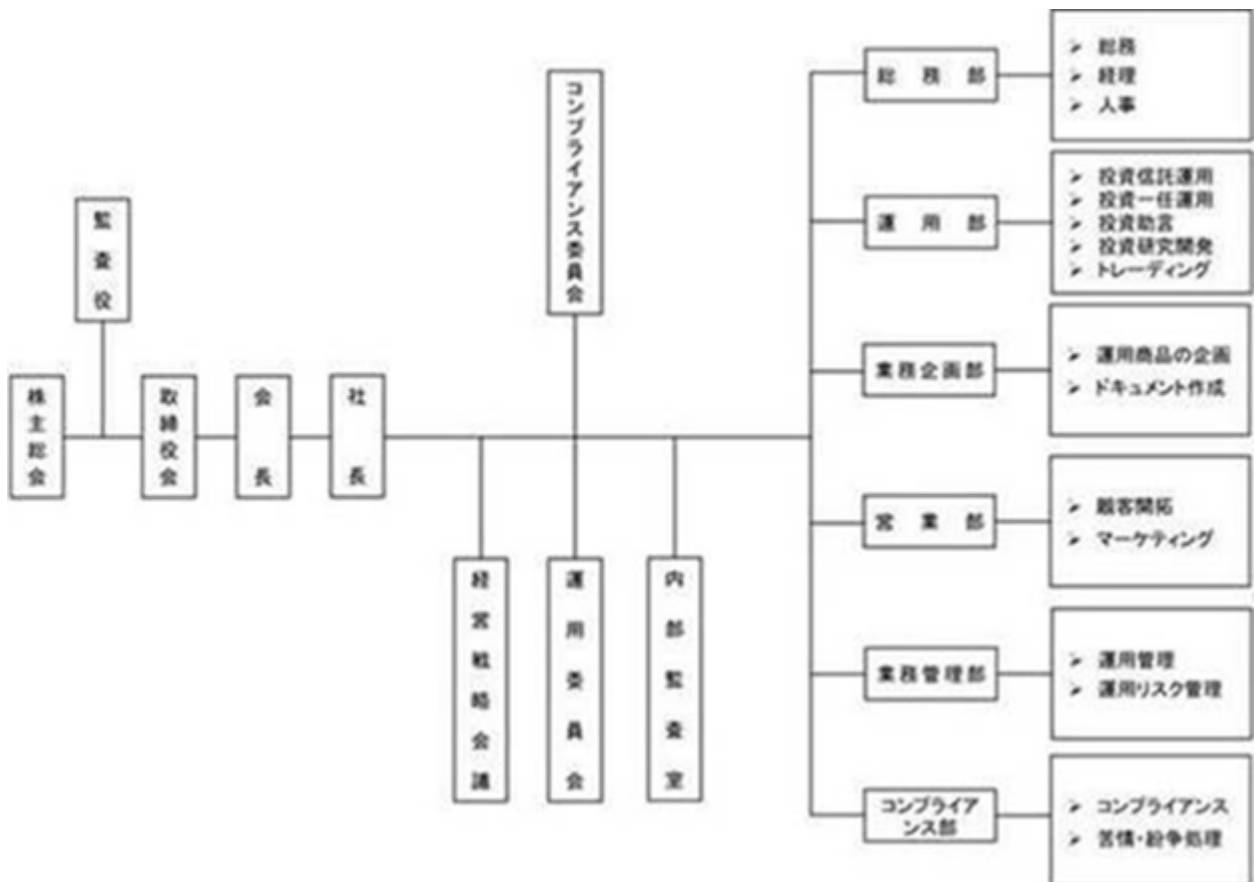 株主総会
監査役
取締役会
会長
社長
コンプライアンス委員会
経営戦略会議
運用委員会
内部監査室
総務部
➢ 総務
➢ 経理
➢ 人事
運用部
➢ 投資信託運用
➢ 投資一任運用
➢ 投資助言
➢ 投資研究開発
➢ トレーディング
業務企画部
➢ 運用商品の企画
➢ ドキュメント作成
営業部
➢ 顧客開拓
➢ マーケティング
業務管理部
➢ 運用管理
➢ 運用リスク管理
コンプライア
ンス部
➢ コンプライアンス
➢ 苦情・紛争処理